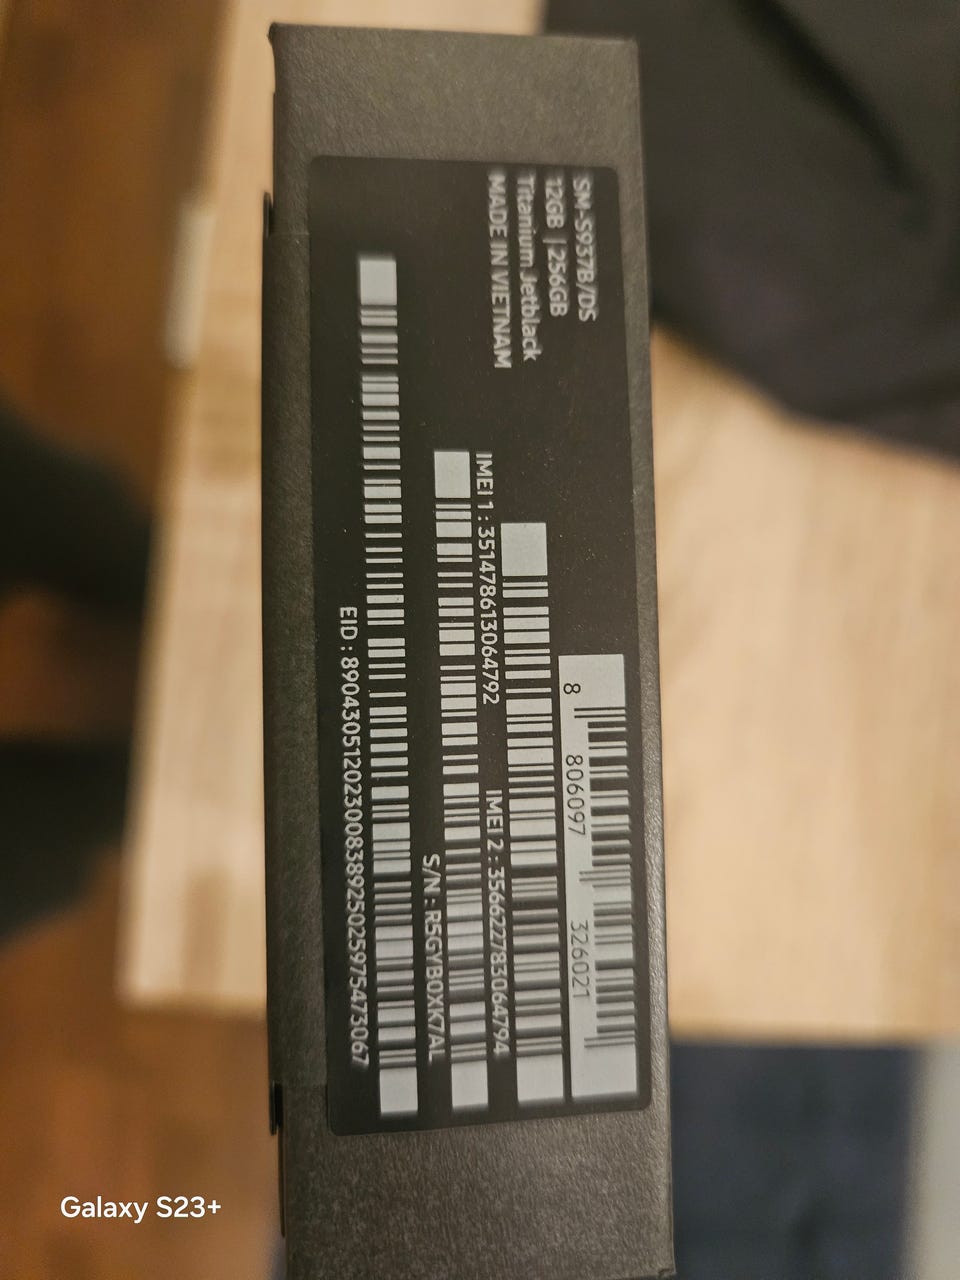 SM-S937B/DS
12GB | 256GB
Titanium Jetblack
MADE IN VIETNAM
8 806097 326021
IMEI 1 : 351478613064792 IMEI 2 : 356622783064794
S/N : R5GYB0XK7AL
EID : 89043051202300838925025975473067
Galaxy S23+